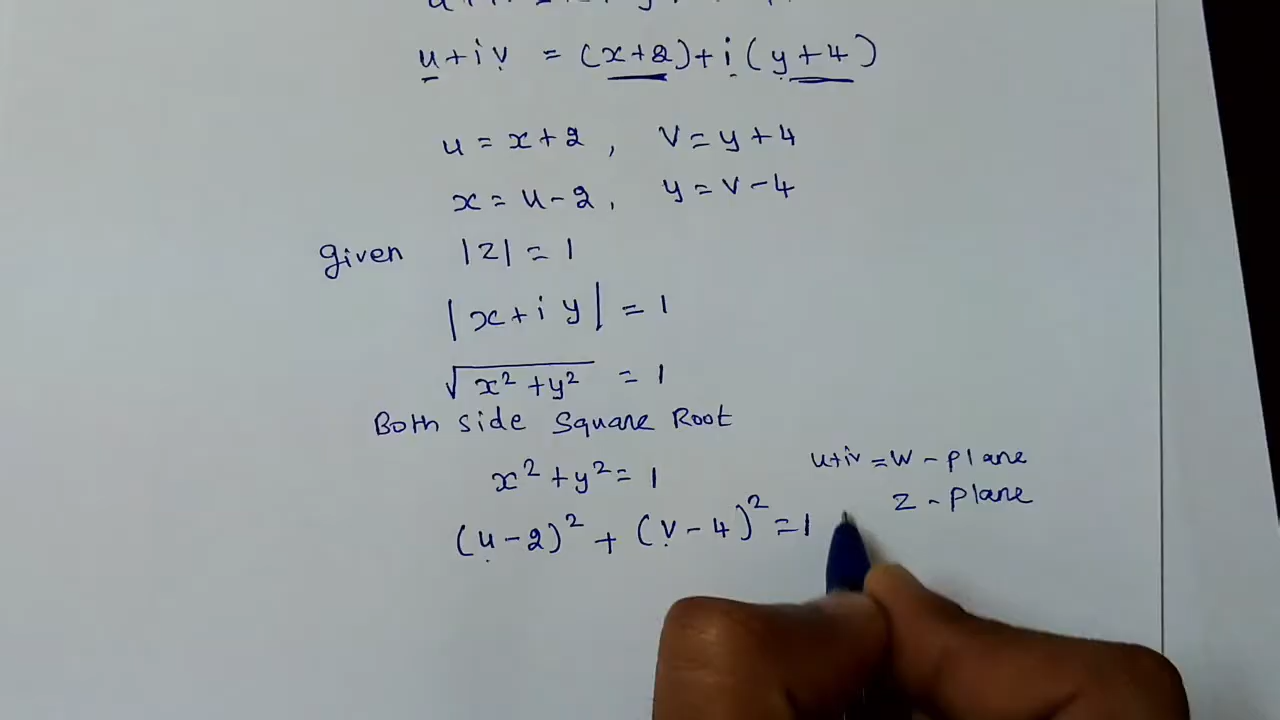 u+iv = (x+2)+i(y+4)
u = x+2, v = y+4
x = u-2, y = v-4
Given |z| = 1
|x+iy| = 1
√x²+y² = 1
Both side Square Root
x²+y² = 1
u+iv = W-plane
z-plane
(u-2)² + (v-4)² = 1